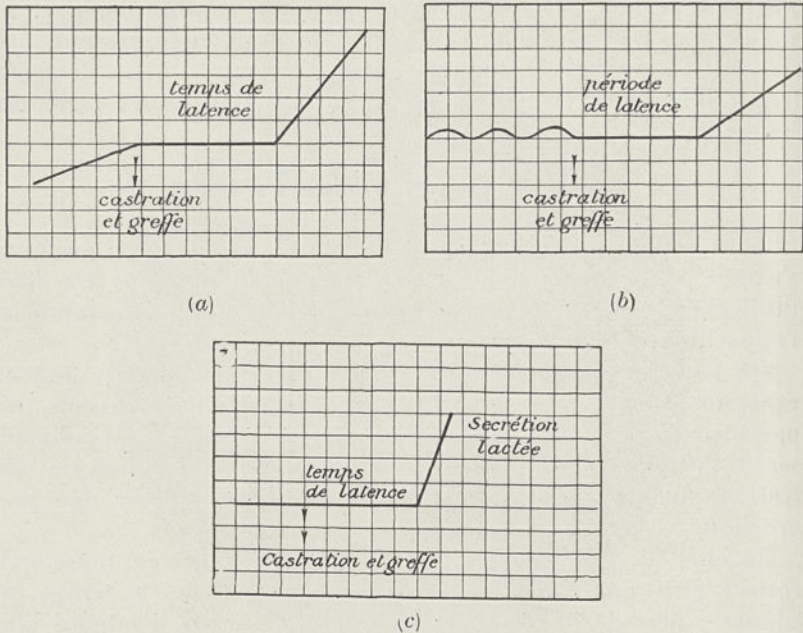 temps de
latence
castration
et greffe
(a)
période
de latence
castration
et greffe
(b)
Secrétion
lactée
temps
de latence
Castration et greffe
(c)